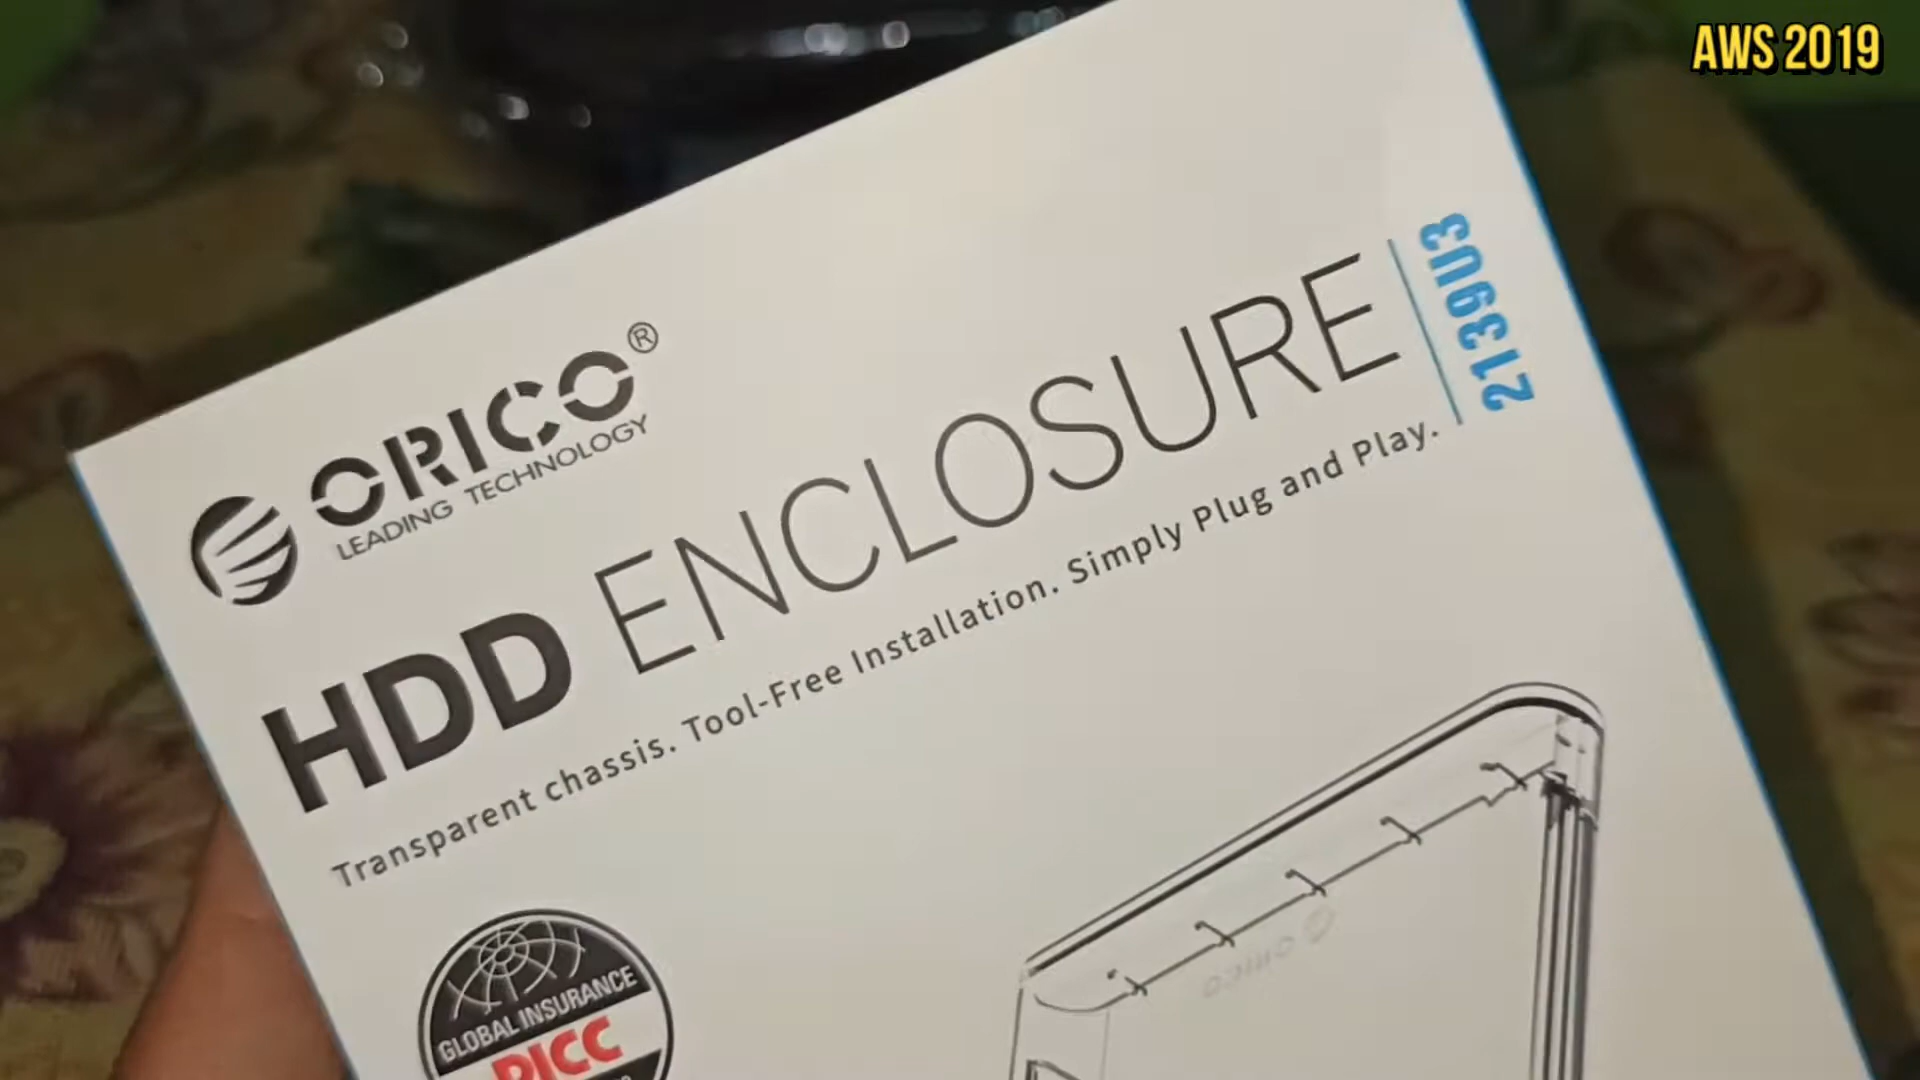 AWS 2019
ORICO®
LEADING TECHNOLOGY
HDD ENCLOSURE
2139U3
Transparent chassis. Tool-Free Installation. Simply Plug and Play.
ORICO
GLOBAL INSURANCE
PICC